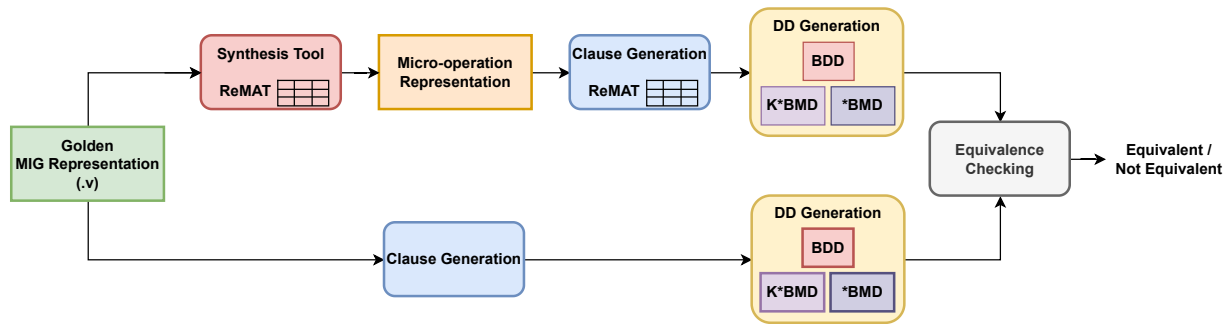 Golden
MIG Representation
(.v)
Synthesis Tool
ReMAT
Micro-operation
Representation
Clause Generation
ReMAT
DD Generation
BDD
K*BMD
*BMD
Clause Generation
DD Generation
BDD
K*BMD
*BMD
Equivalence
Checking
Equivalent /
Not Equivalent